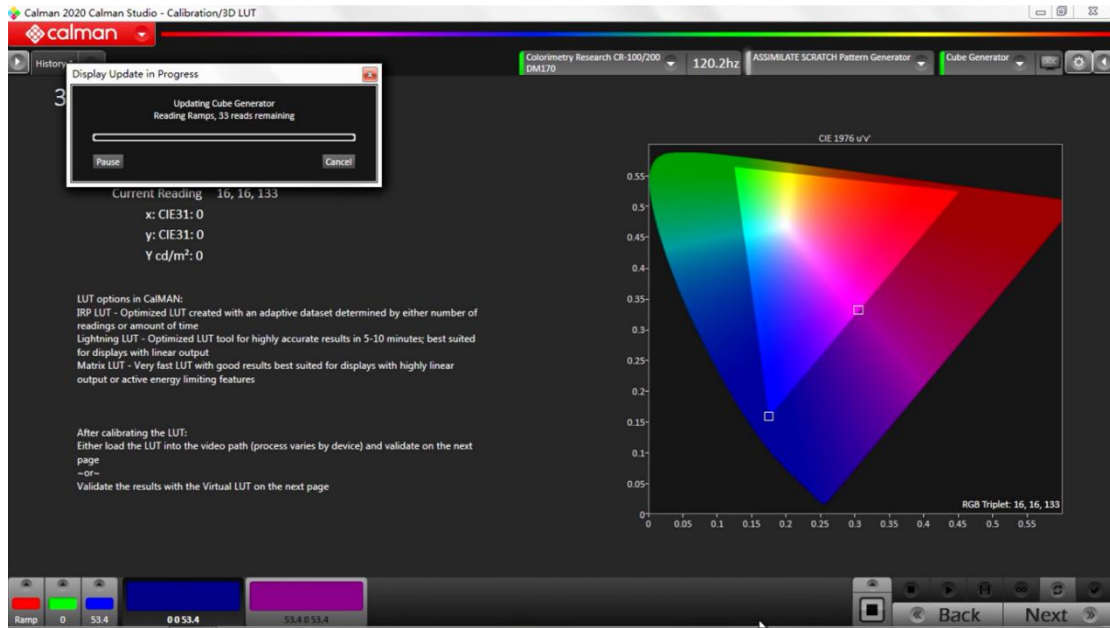 Calman 2020 Calman Studio - Calibration/3D LUT
calman
History
Colorimetry Research CR-100/200
DM170
120.2hz
ASSIMILATE SCRATCH Pattern Generator
Cube Generator
Display Update in Progress
3
Updating Cube Generator
Reading Ramps, 33 reads remaining
Pause
Cancel
Current Reading 16, 16, 133
x: CIE31: 0
y: CIE31: 0
Y cd/m²: 0
LUT options in CalMAN:
IRP LUT - Optimized LUT created with an adaptive dataset determined by either number of
readings or amount of time
Lightning LUT - Optimized LUT tool for highly accurate results in 5-10 minutes; best suited
for displays with linear output
Matrix LUT - Very fast LUT with good results best suited for displays with highly linear
output or active energy limiting features
After calibrating the LUT:
Either load the LUT into the video path (process varies by device) and validate on the next
page
~or~
Validate the results with the Virtual LUT on the next page
CIE 1976 u'v'
0.55
0.5
0.45
0.4
0.35
0.3
0.25
0.2
0.15
0.1
0.05
0
0 0.05 0.1 0.15 0.2 0.25 0.3 0.35 0.4 0.45 0.5 0.55
RGB Triplet: 16, 16, 133
Ramp 0 53.4 0 0 53.4 53.4 0 53.4
Back Next